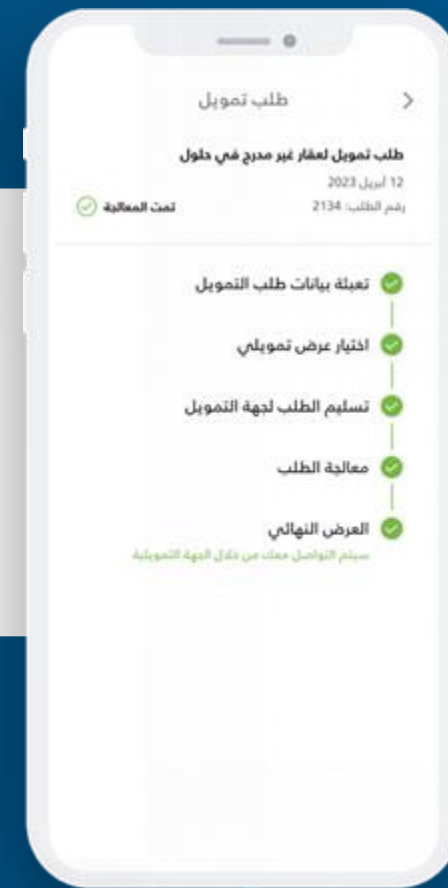 طلب تمويل
طلب تمويل لعقار غير مدرج في حلول
12 أبريل 2023
رقم الطلب: 2134 تمت المعالجة
تعبئة بيانات طلب التمويل
اختيار عرض تمويلي
تسليم الطلب لجهة التمويل
معالجة الطلب
العرض النهائي
سيتم التواصل معك من خلال الجهة التمويلية